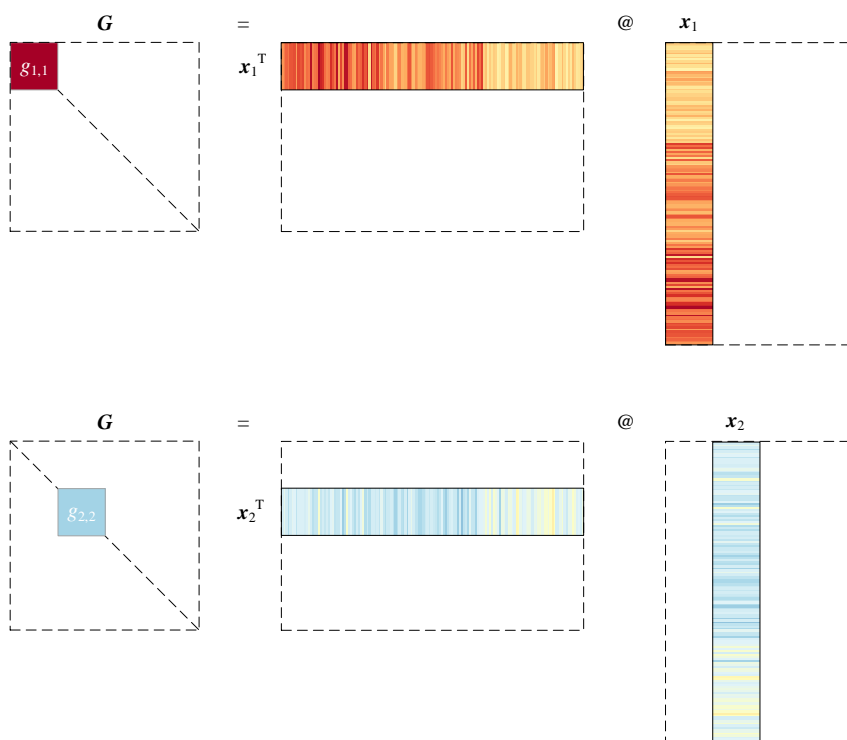 G = @ x₁
g₁,₁ x₁ᵀ
G = @ x₂
g₂,₂ x₂ᵀ